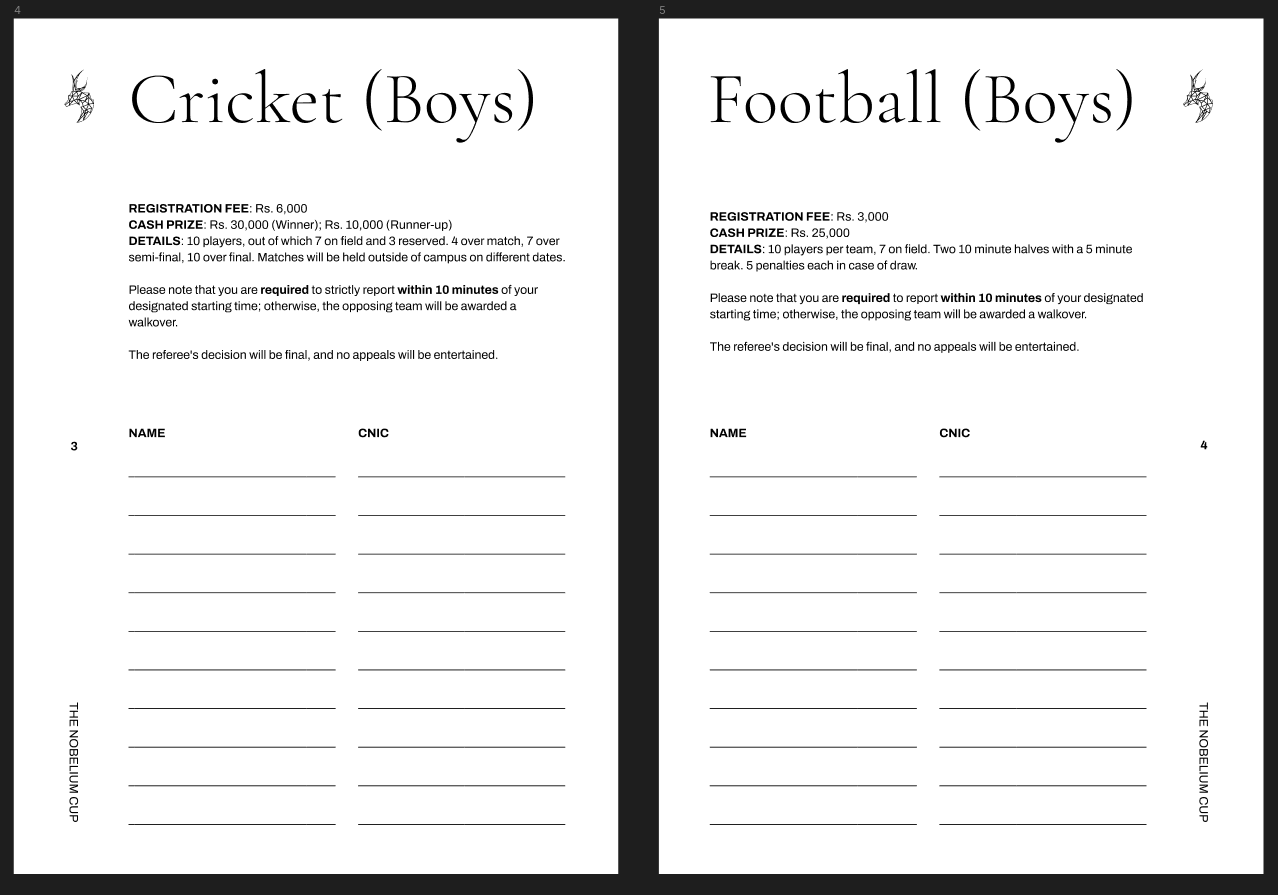 4
Cricket (Boys)
REGISTRATION FEE: Rs. 6,000
CASH PRIZE: Rs. 30,000 (Winner); Rs. 10,000 (Runner-up)
DETAILS: 10 players, out of which 7 on field and 3 reserved. 4 over match, 7 over
semi-final, 10 over final. Matches will be held outside of campus on different dates.
Please note that you are required to strictly report within 10 minutes of your
designated starting time; otherwise, the opposing team will be awarded a
walkover.
The referee's decision will be final, and no appeals will be entertained.
NAME CNIC
3
THE NOBELIUM CUP
5
Football (Boys)
REGISTRATION FEE: Rs. 3,000
CASH PRIZE: Rs. 25,000
DETAILS: 10 players per team, 7 on field. Two 10 minute halves with a 5 minute
break. 5 penalties each in case of draw.
Please note that you are required to report within 10 minutes of your designated
starting time; otherwise, the opposing team will be awarded a walkover.
The referee's decision will be final, and no appeals will be entertained.
NAME CNIC
4
THE NOBELIUM CUP